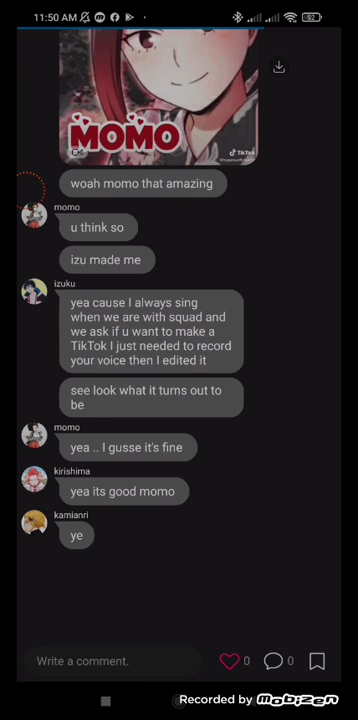 11:50 AM
92
MOMO
TikTok
woah momo that amazing
momo
u think so
izu made me
izuku
yea cause I always sing
when we are with squad and
we ask if u want to make a
TikTok I just needed to record
your voice then I edited it
see look what it turns out to
be
momo
yea .. I gusse it's fine
kirishima
yea its good momo
kamianri
ye
Write a comment.
0
0
Recorded by mobizen